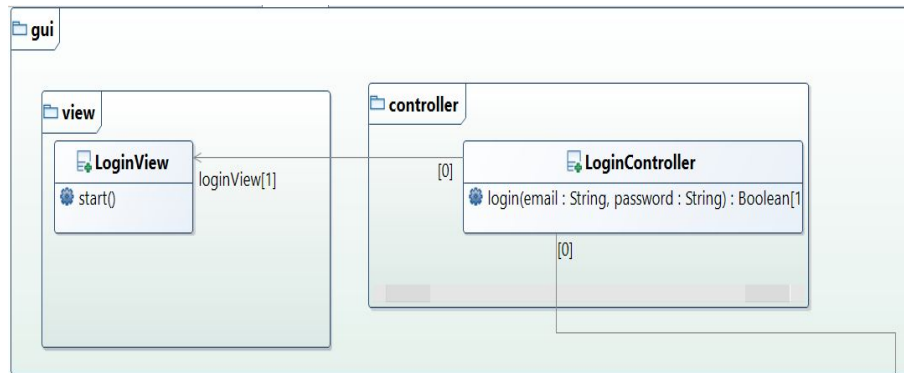 gui
view
controller
LoginView
start()
loginView[1]
[0]
LoginController
login(email : String, password : String) : Boolean[1
[0]